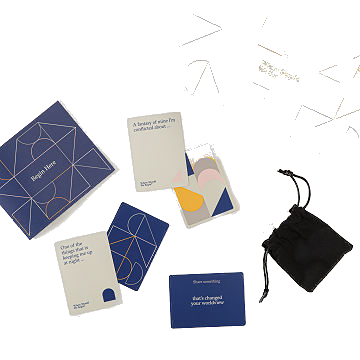 Begin Here
A fantasy of mine I'm
conflicted about ...
One of the
things that is
keeping me up
at night ...
Share something
that's changed
your worldview